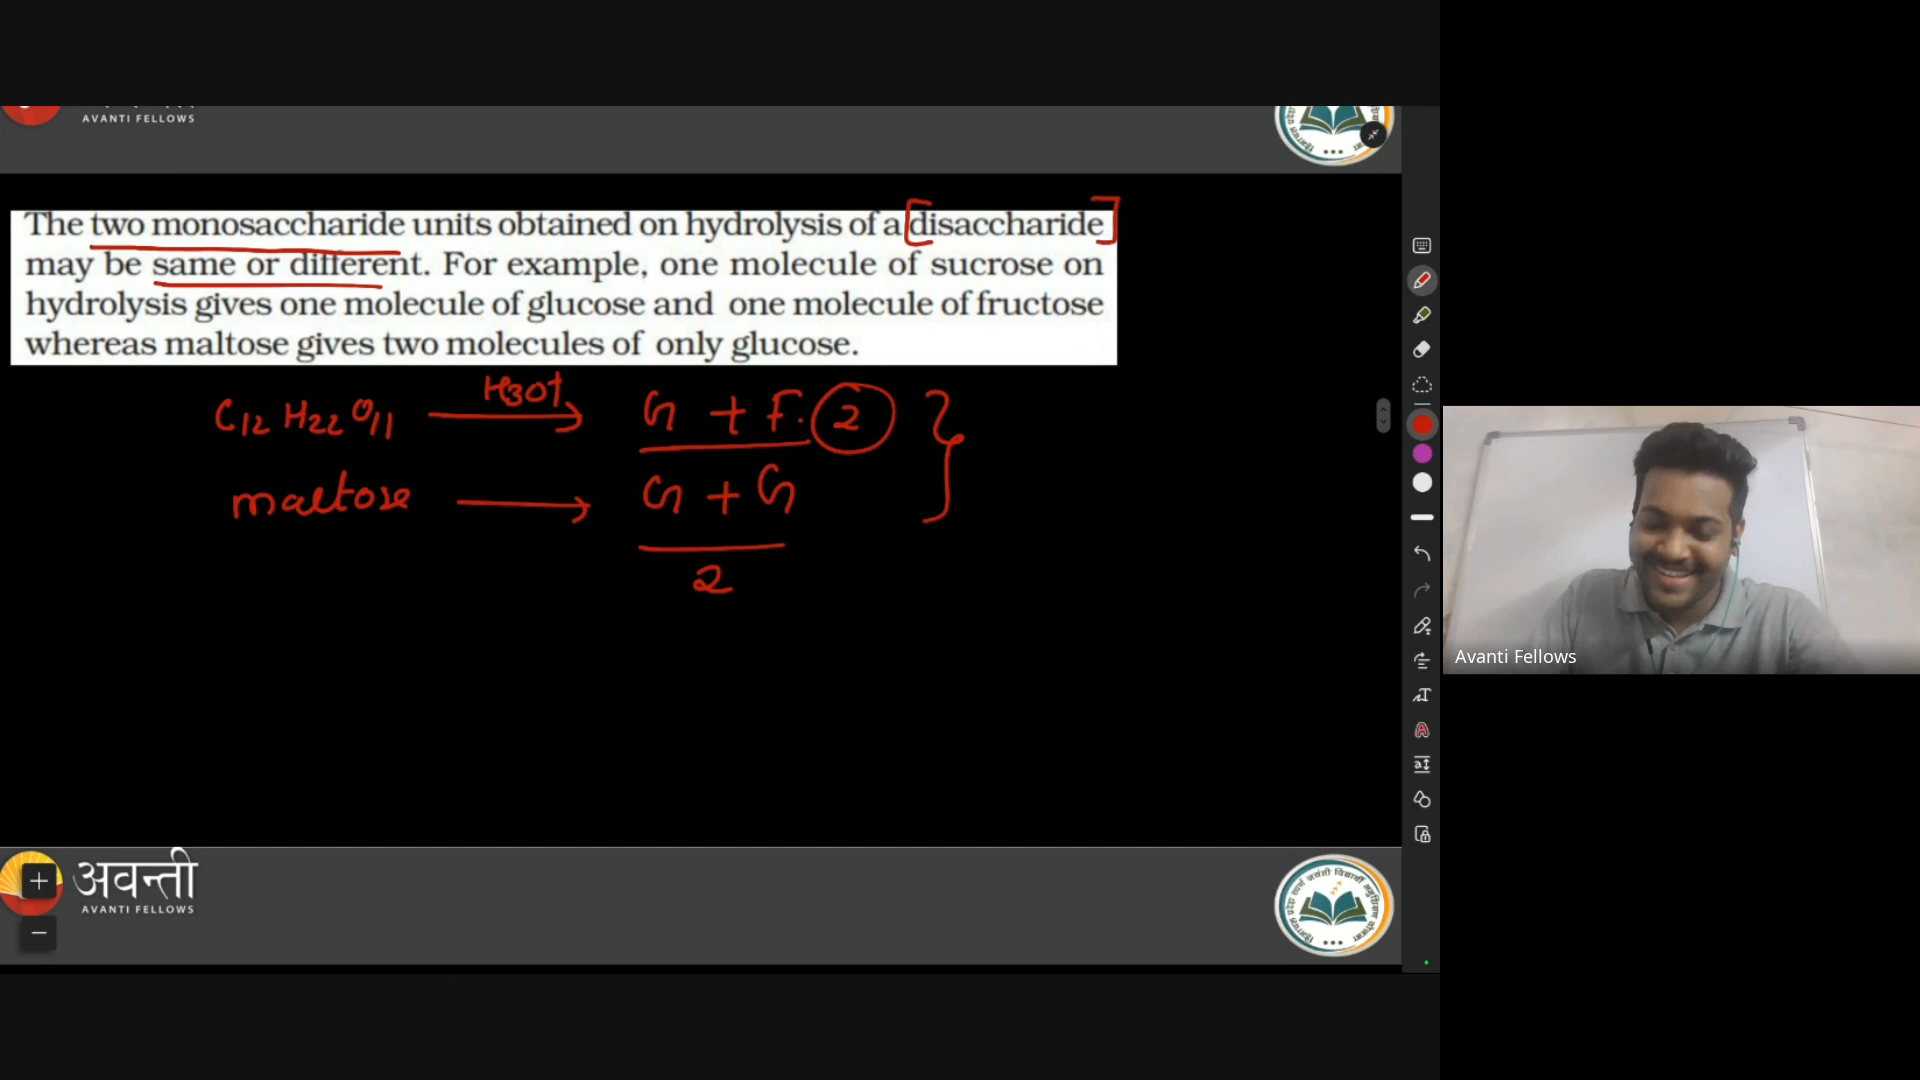 AVANTI FELLOWS
The two monosaccharide units obtained on hydrolysis of a [disaccharide]
may be same or different. For example, one molecule of sucrose on
hydrolysis gives one molecule of glucose and one molecule of fructose
whereas maltose gives two molecules of only glucose.
C12 H22 O11 H3O+ G + F. 2
maltose G + G
2
Avanti Fellows
अवन्ती
AVANTI FELLOWS